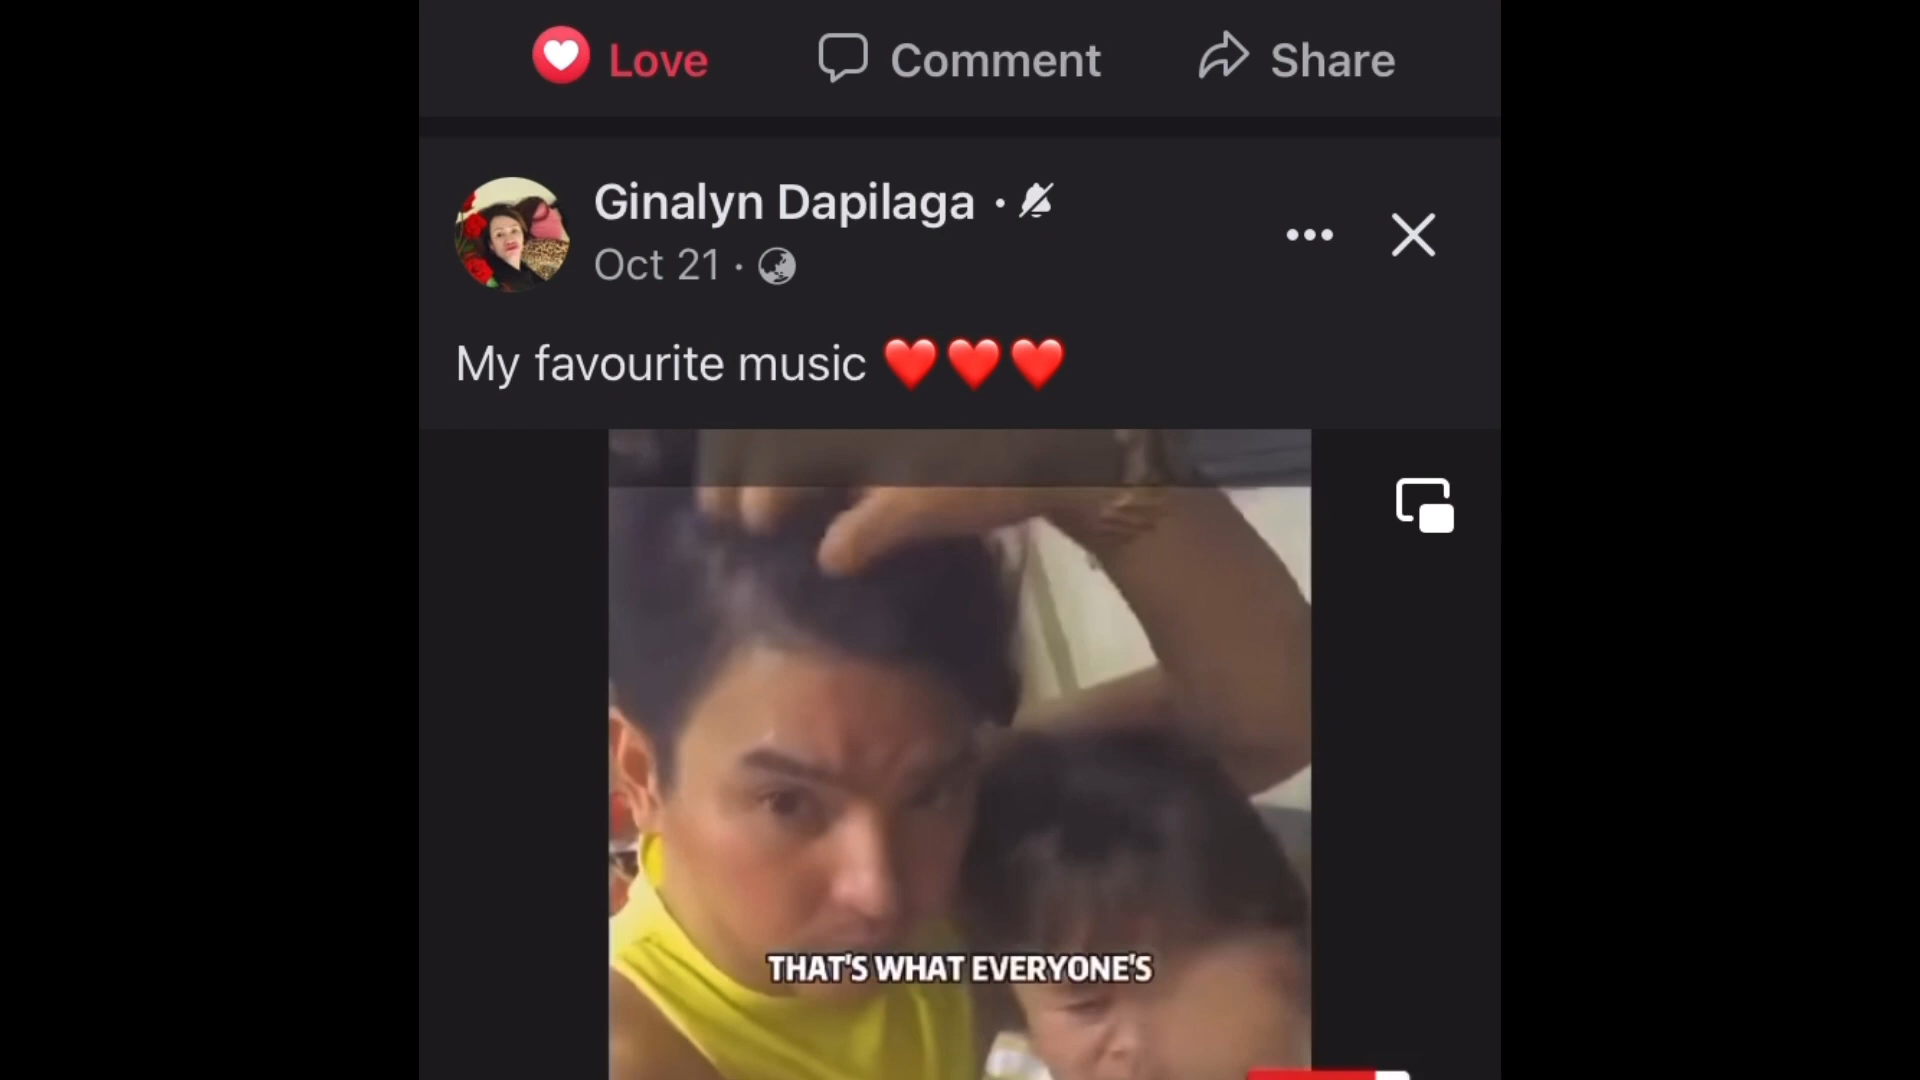 Love Comment Share
Ginalyn Dapilaga ·
Oct 21 ·
My favourite music ❤️❤️❤️
THAT'S WHAT EVERYONE'S